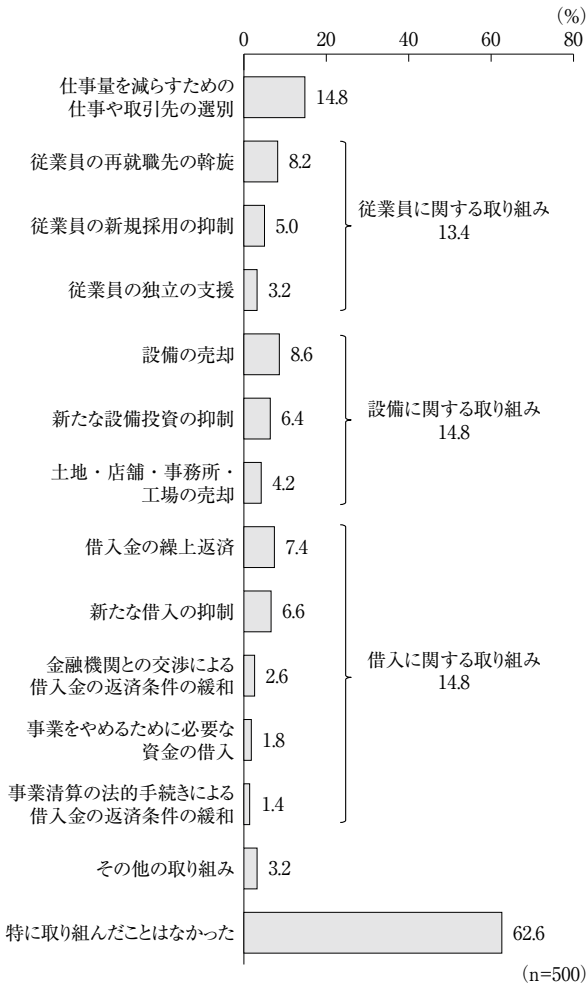 (%)
0 20 40 60 80
仕事量を減らすための
仕事や取引先の選別
14.8
従業員の再就職先の斡旋
8.2
従業員の新規採用の抑制
5.0
従業員に関する取り組み
13.4
従業員の独立の支援
3.2
設備の売却
8.6
新たな設備投資の抑制
6.4
設備に関する取り組み
14.8
土地・店舗・事務所・
工場の売却
4.2
借入金の繰上返済
7.4
新たな借入の抑制
6.6
金融機関との交渉による
借入金の返済条件の緩和
2.6
借入に関する取り組み
14.8
事業をやめるために必要な
資金の借入
1.8
事業清算の法的手続きによる
借入金の返済条件の緩和
1.4
その他の取り組み
3.2
特に取り組んだことはなかった
62.6
(n=500)